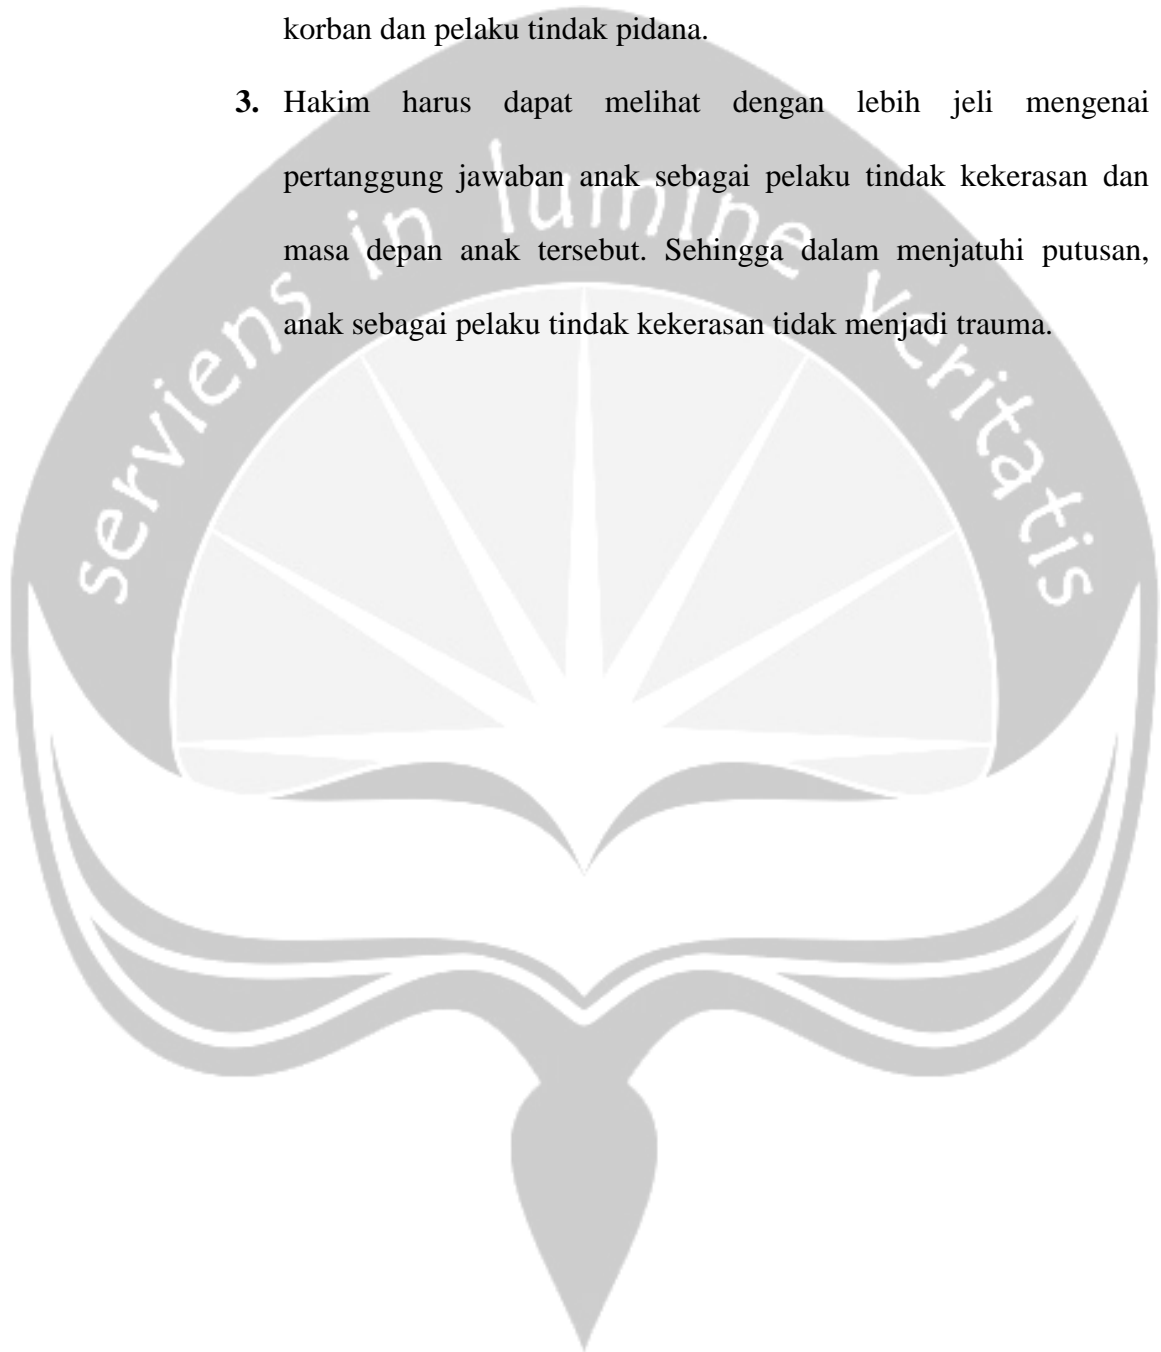 korban dan pelaku tindak pidana.
3. Hakim harus dapat melihat dengan lebih jeli mengenai
pertanggung jawaban anak sebagai pelaku tindak kekerasan dan
masa depan anak tersebut. Sehingga dalam menjatuhi putusan,
anak sebagai pelaku tindak kekerasan tidak menjadi trauma.
serviens in lumine veritatis